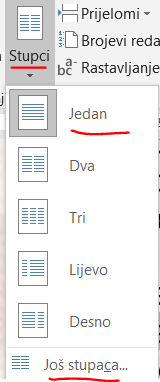 Prijelomi
Brojevi reda
Stupci
Rastavljanje
Jedan
Dva
Tri
Lijevo
Desno
Još stupaca...